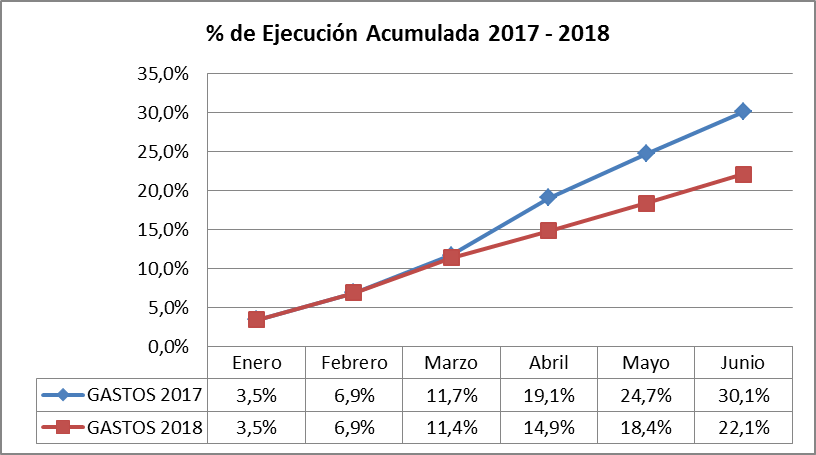 % de Ejecución Acumulada 2017 - 2018
35,0%
30,0%
25,0%
20,0%
15,0%
10,0%
5,0%
0,0%
Enero Febrero Marzo Abril Mayo Junio
GASTOS 2017 3,5% 6,9% 11,7% 19,1% 24,7% 30,1%
GASTOS 2018 3,5% 6,9% 11,4% 14,9% 18,4% 22,1%